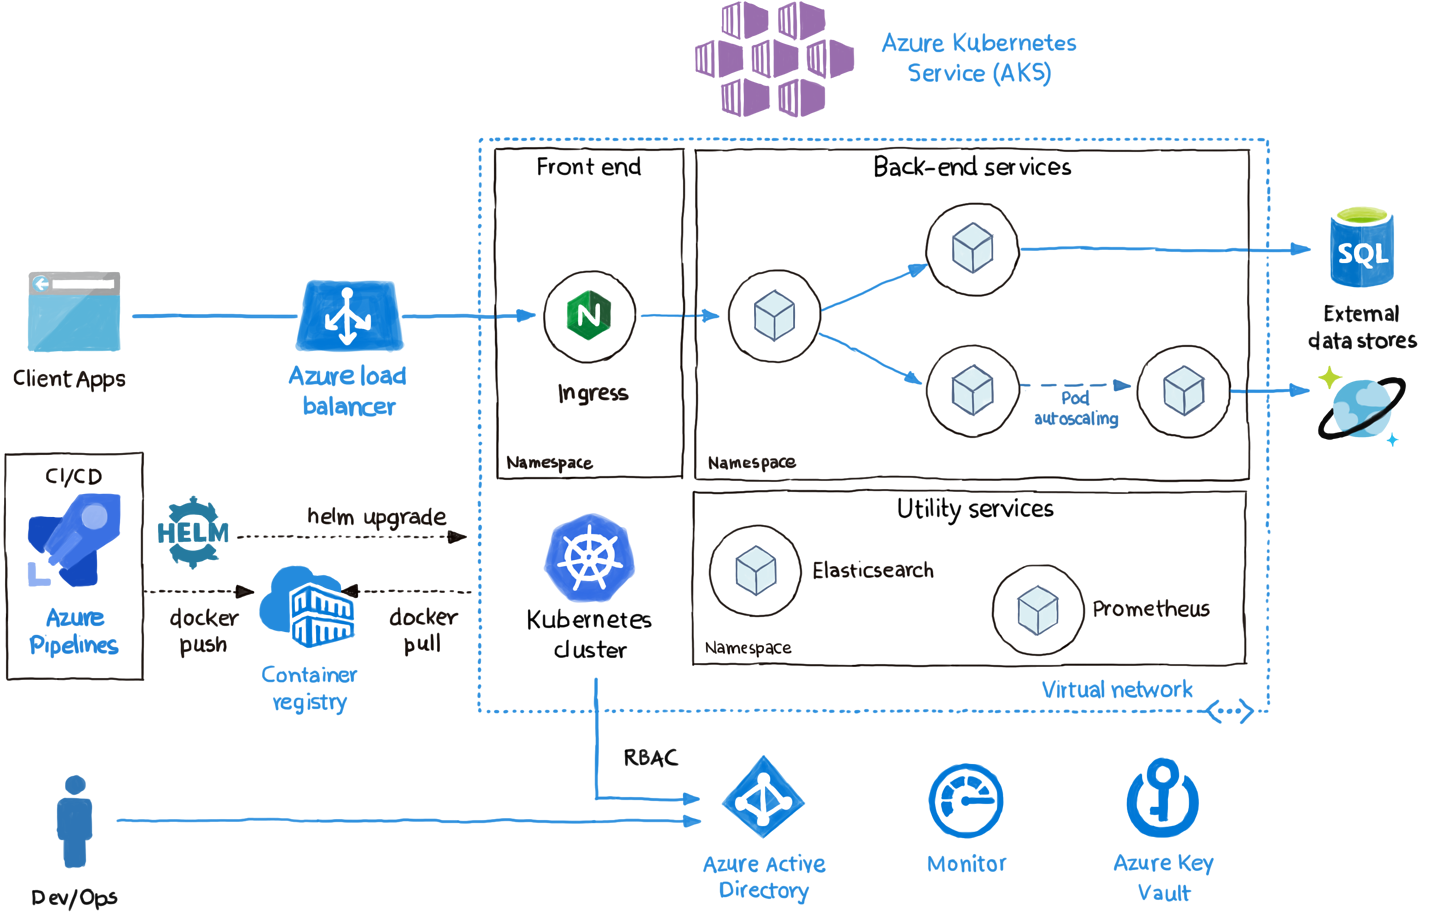 Azure Kubernetes
Service (AKS)
Front end
Back-end services
SQL
External
data stores
N
Client Apps
Azure load
balancer
Ingress
Pod
autoscaling
Namespace
Namespace
CI/CD
HELM
helm upgrade
Azure
Pipelines
docker
push
docker
pull
Container
registry
Kubernetes
cluster
Utility services
Elasticsearch
Prometheus
Namespace
Virtual network
RBAC
Dev/Ops
Azure Active
Directory
Monitor
Azure Key
Vault